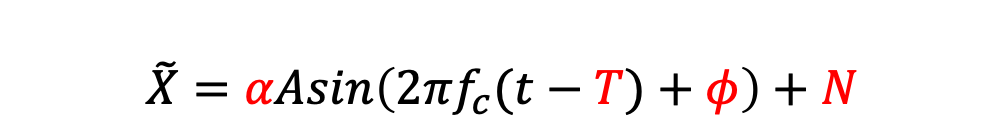 X̃ = αAsin(2πf_c(t − T) + ϕ) + N